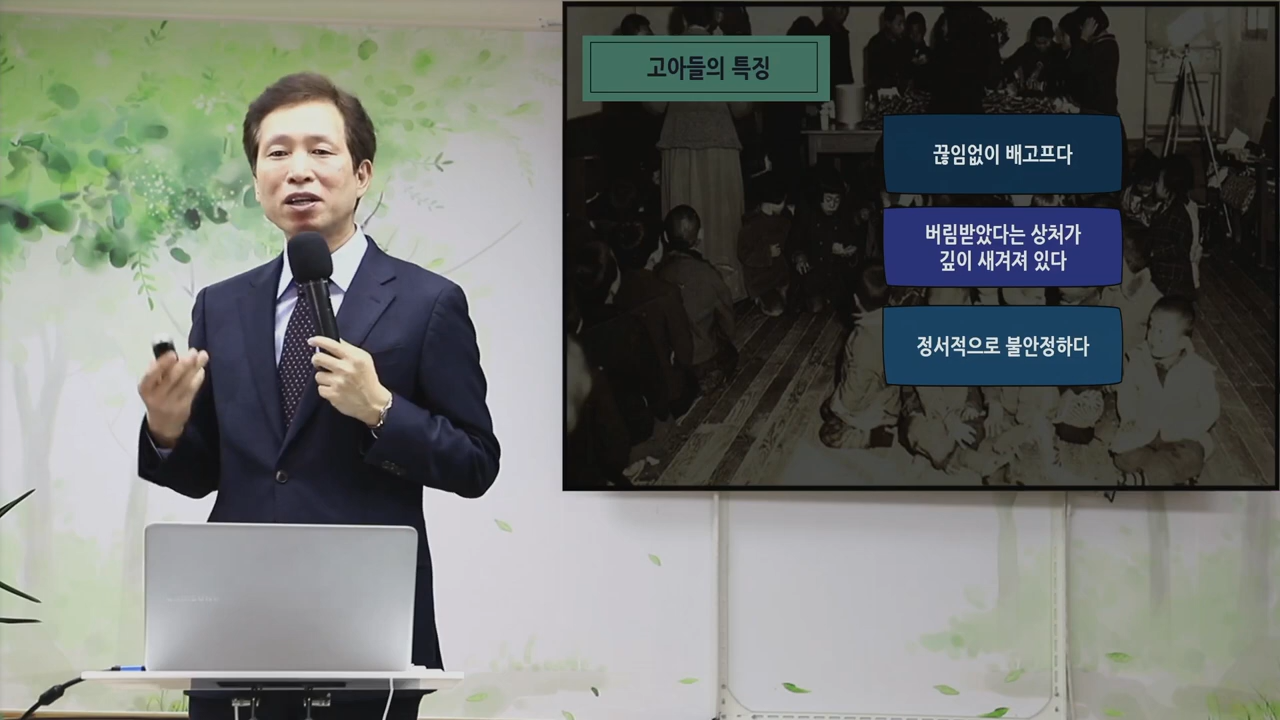 고아들의 특징
끊임없이 배고프다
버림받았다는 상처가
깊이 새겨져 있다
정서적으로 불안정하다